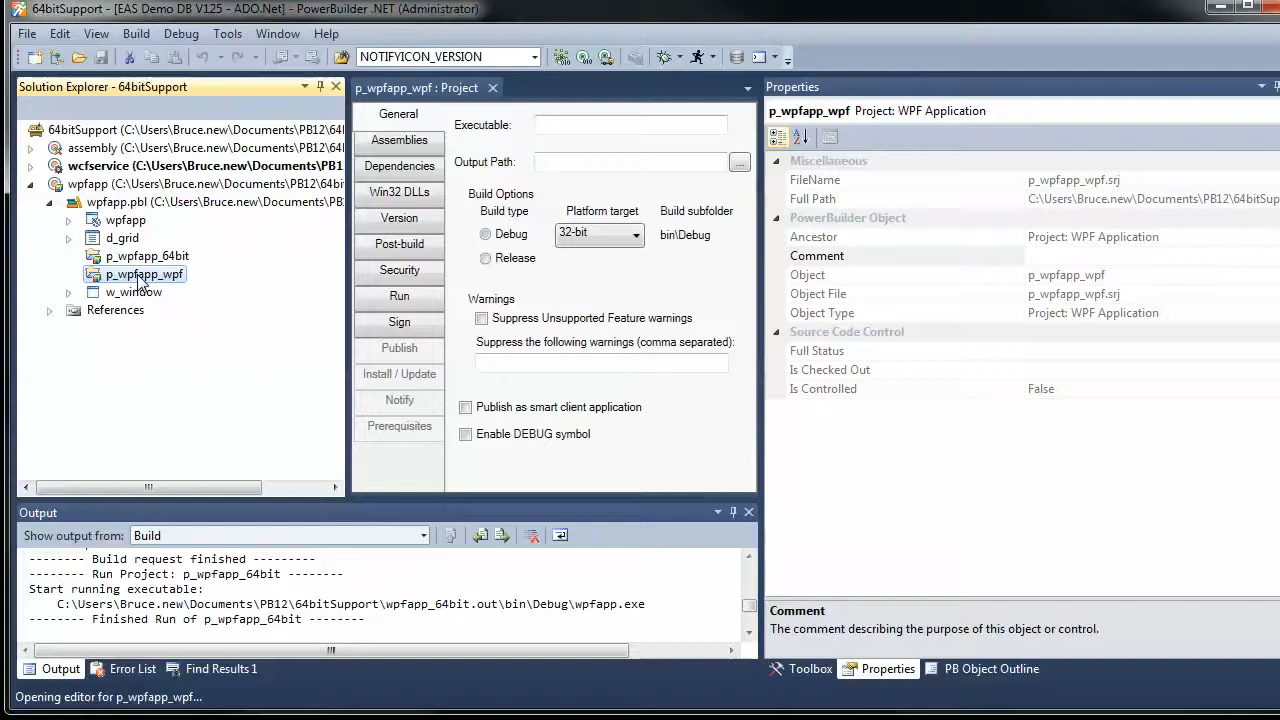 64bitSupport - [EAS Demo DB V125 - ADO.Net] - PowerBuilder .NET (Administrator)
File Edit View Build Debug Tools Window Help
NOTIFYICON_VERSION
Solution Explorer - 64bitSupport
64bitSupport (C:\Users\Bruce.new\Documents\PB12\64l
assembly (C:\Users\Bruce.new\Documents\PB12\64l
wcfservice (C:\Users\Bruce.new\Documents\PB1
wpfapp (C:\Users\Bruce.new\Documents\PB12\64bit
wpfapp.pbl (C:\Users\Bruce.new\Documents\PB
wpfapp
d_grid
p_wpfapp_64bit
p_wpfapp_wpf
w_window
References
p_wpfapp_wpf : Project
General
Assemblies
Dependencies
Win32 DLLs
Version
Post-build
Security
Run
Sign
Publish
Install / Update
Notify
Prerequisites
Executable:
Output Path:
...
Build Options
Build type Platform target Build subfolder
Debug 32-bit bin\Debug
Release
Warnings
Suppress Unsupported Feature warnings
Suppress the following warnings (comma separated):
Publish as smart client application
Enable DEBUG symbol
Properties
p_wpfapp_wpf Project: WPF Application
Miscellaneous
FileName p_wpfapp_wpf.srj
Full Path C:\Users\Bruce.new\Documents\PB12\64bitSup
PowerBuilder Object
Ancestor Project: WPF Application
Comment
Object p_wpfapp_wpf
Object File p_wpfapp_wpf.srj
Object Type Project: WPF Application
Source Code Control
Full Status
Is Checked Out
Is Controlled False
Comment
The comment describing the purpose of this object or control.
Toolbox Properties PB Object Outline
Output
Show output from: Build
-------- Build request finished ---------
-------- Run Project: p_wpfapp_64bit --------
Start running executable:
C:\Users\Bruce.new\Documents\PB12\64bitSupport\wpfapp_64bit.out\bin\Debug\wpfapp.exe
-------- Finished Run of p_wpfapp_64bit --------
Output Error List Find Results 1
Opening editor for p_wpfapp_wpf...